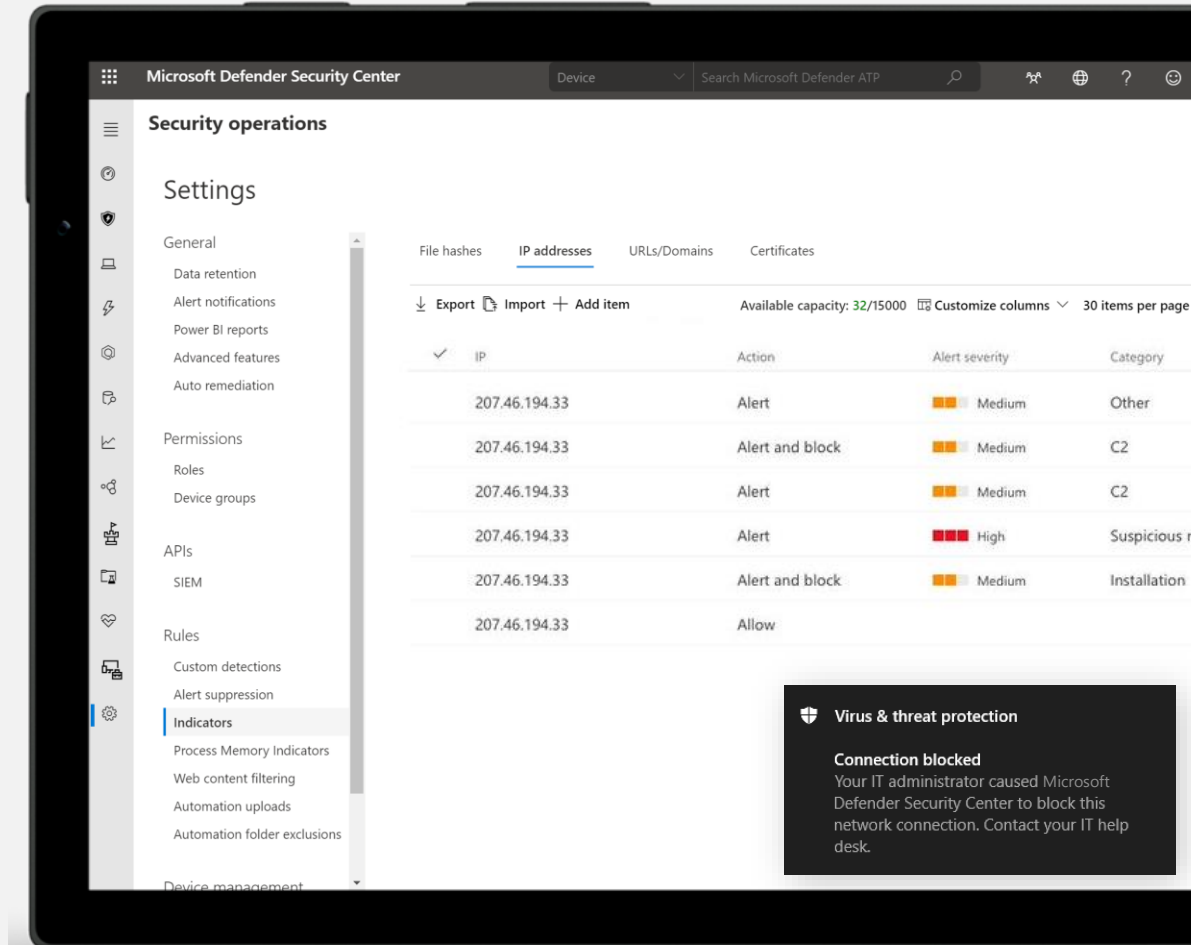 Microsoft Defender Security Center
Device
Search Microsoft Defender ATP
?
Security operations
Settings
General
Data retention
Alert notifications
Power BI reports
Advanced features
Auto remediation
Permissions
Roles
Device groups
APIs
SIEM
Rules
Custom detections
Alert suppression
Indicators
Process Memory Indicators
Web content filtering
Automation uploads
Automation folder exclusions
Device management
File hashes IP addresses URLs/Domains Certificates
Export Import Add item Available capacity: 32/15000 Customize columns 30 items per page
IP Action Alert severity Category
207.46.194.33 Alert Medium Other
207.46.194.33 Alert and block Medium C2
207.46.194.33 Alert Medium C2
207.46.194.33 Alert High Suspicious
207.46.194.33 Alert and block Medium Installation
207.46.194.33 Allow
Virus & threat protection
Connection blocked
Your IT administrator caused Microsoft
Defender Security Center to block this
network connection. Contact your IT help
desk.